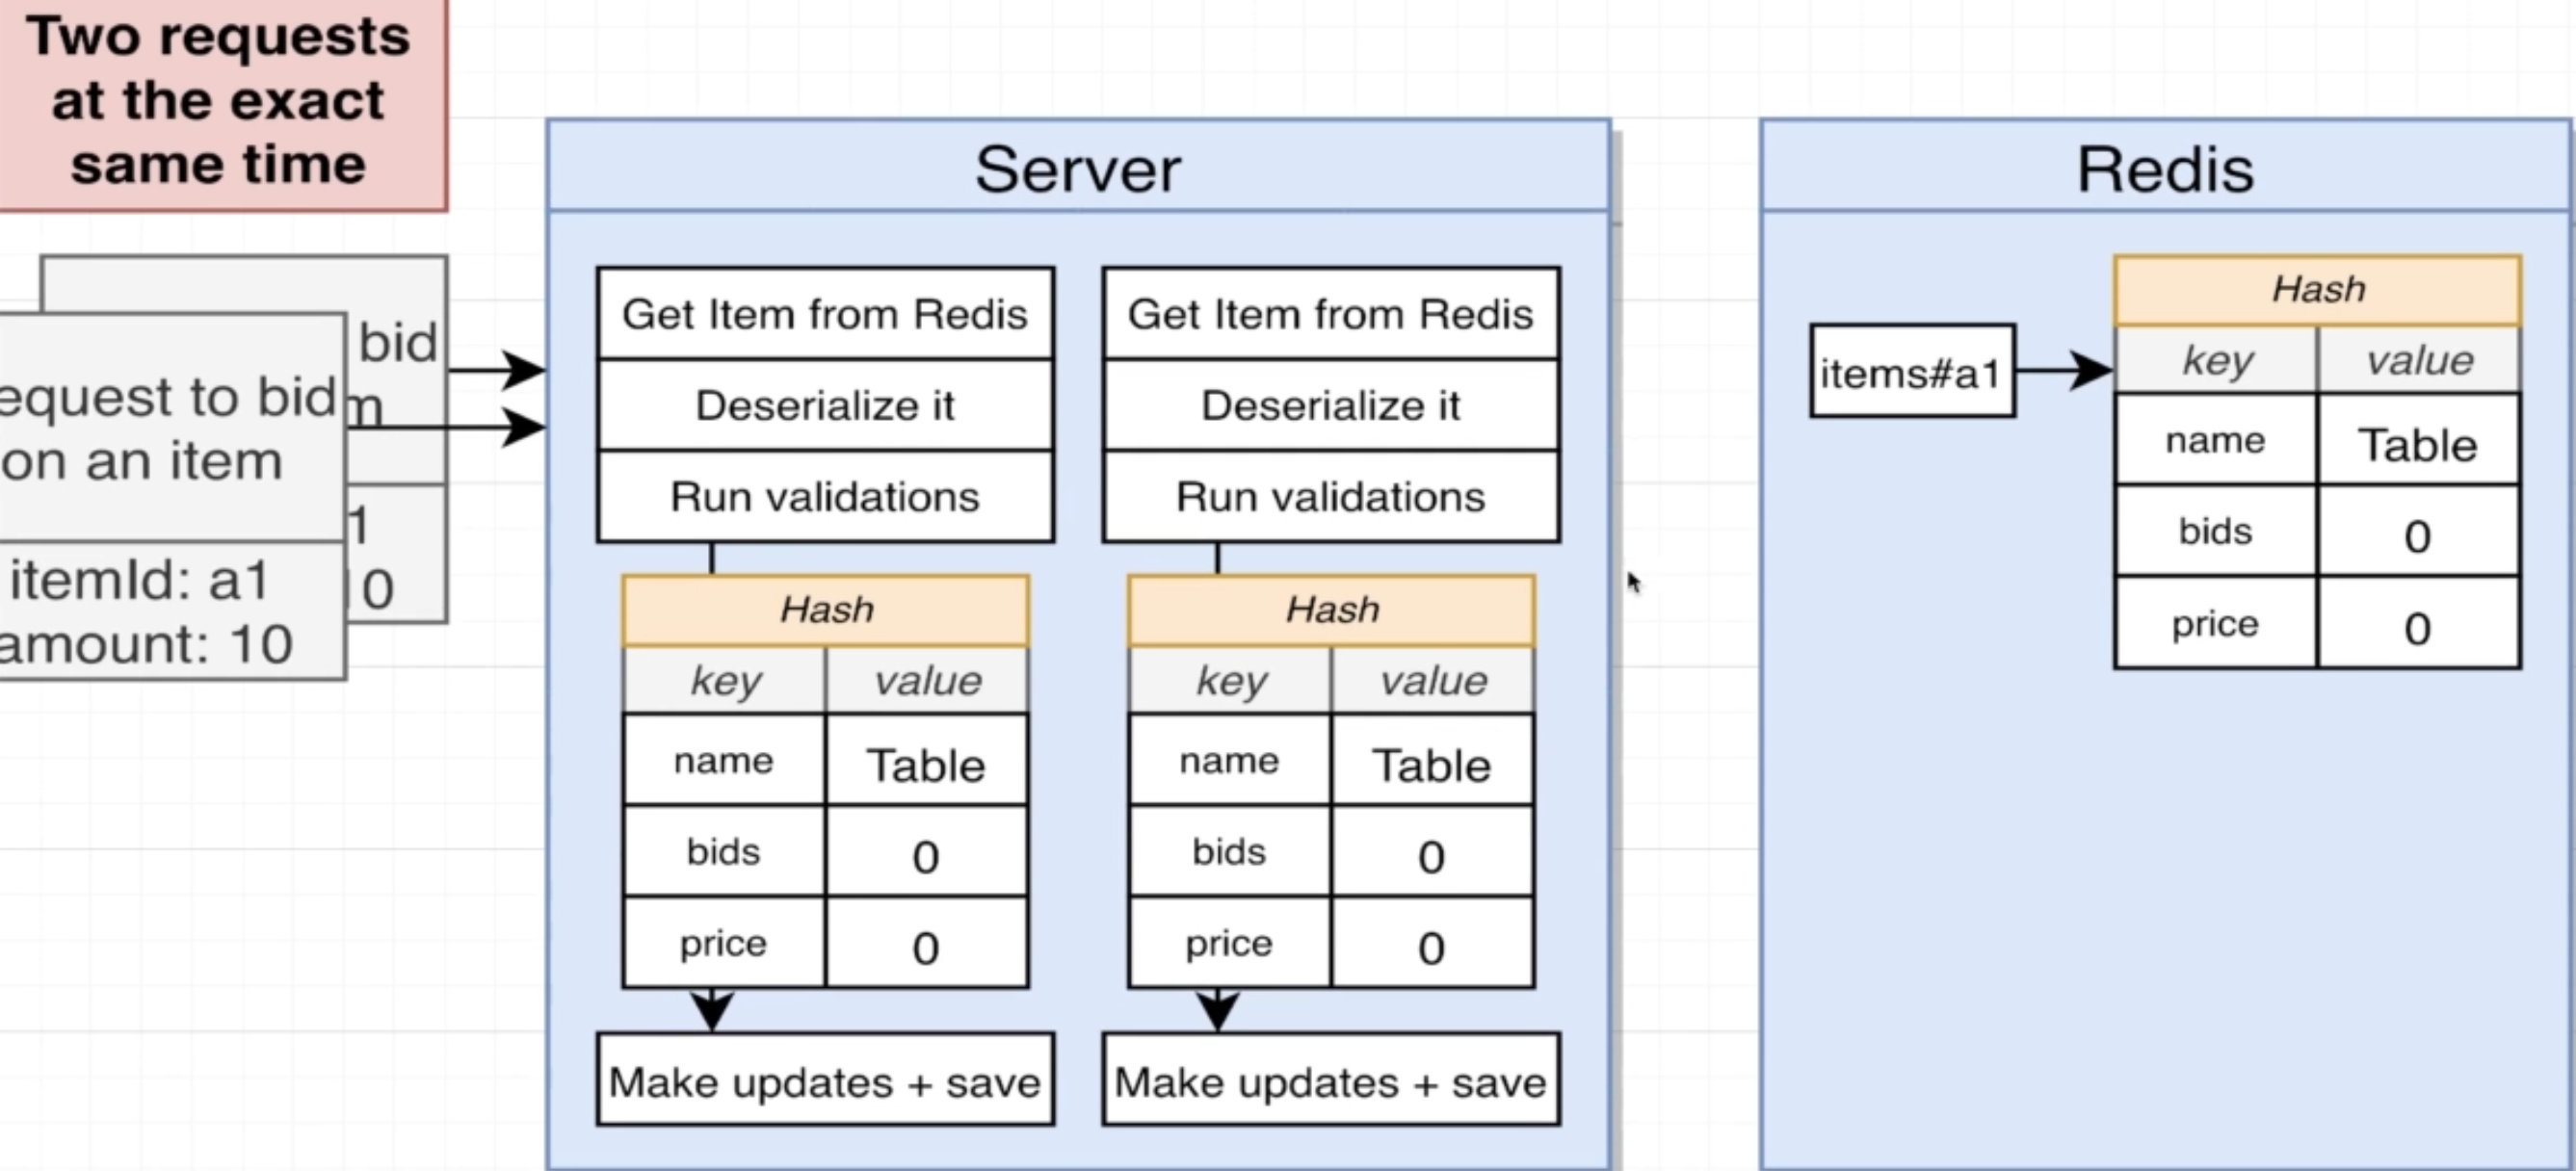 Two requests
at the exact
same time
bid
m
1
0
equest to bid
on an item
itemId: a1
amount: 10
Server
Get Item from Redis
Deserialize it
Run validations
Hash
key value
name Table
bids 0
price 0
Make updates + save
Get Item from Redis
Deserialize it
Run validations
Hash
key value
name Table
bids 0
price 0
Make updates + save
Redis
items#a1
Hash
key value
name Table
bids 0
price 0